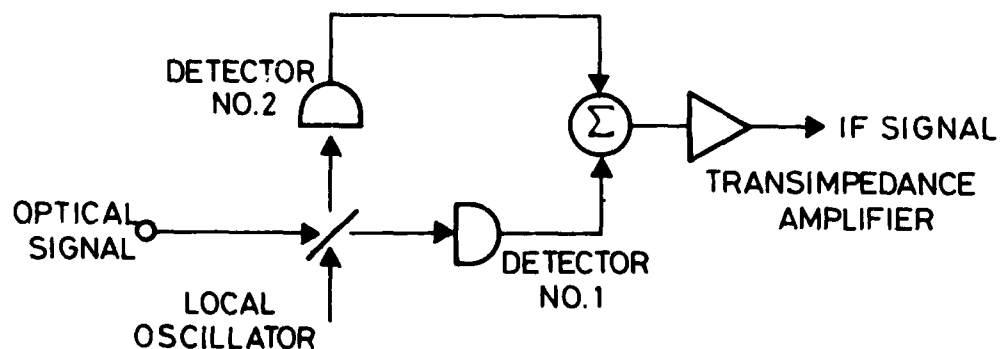 DETECTOR
NO.2
Σ
IF SIGNAL
TRANSIMPEDANCE
AMPLIFIER
OPTICAL
SIGNAL
DETECTOR
NO.1
LOCAL
OSCILLATOR